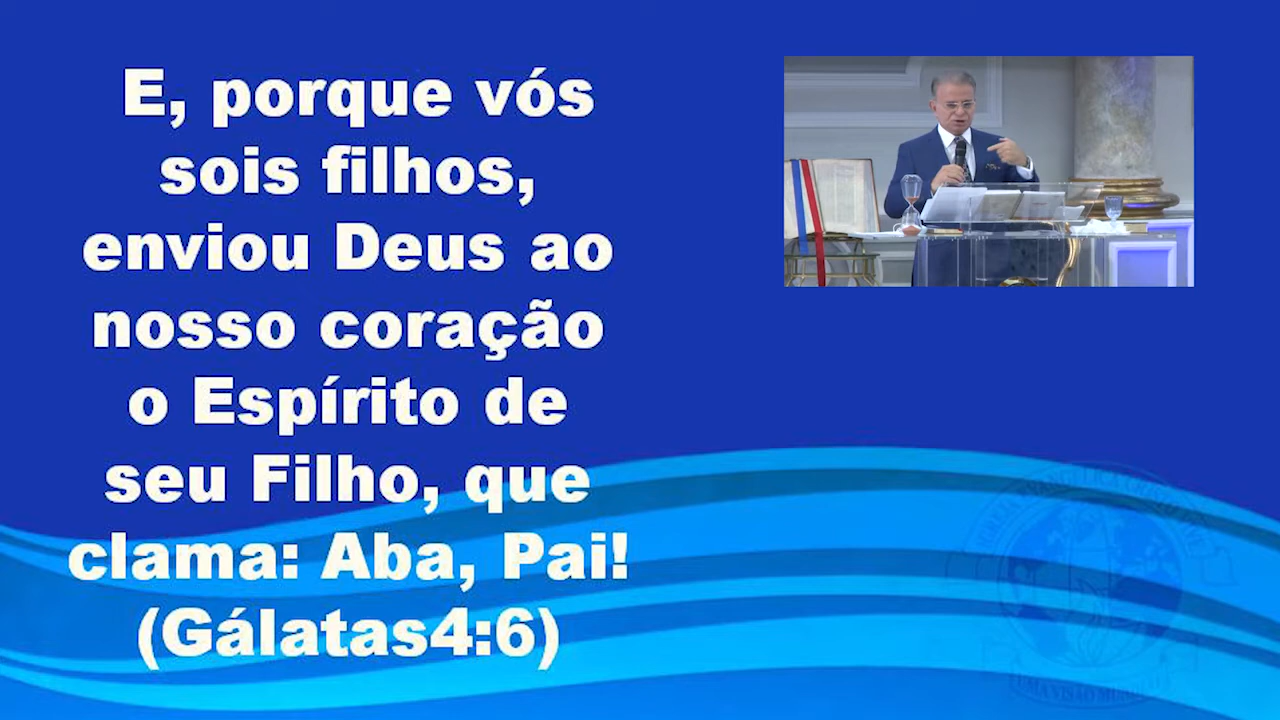 E, porque vós
sois filhos,
enviou Deus ao
nosso coração
o Espírito de
seu Filho, que
clama: Aba, Pai!
(Gálatas4:6)